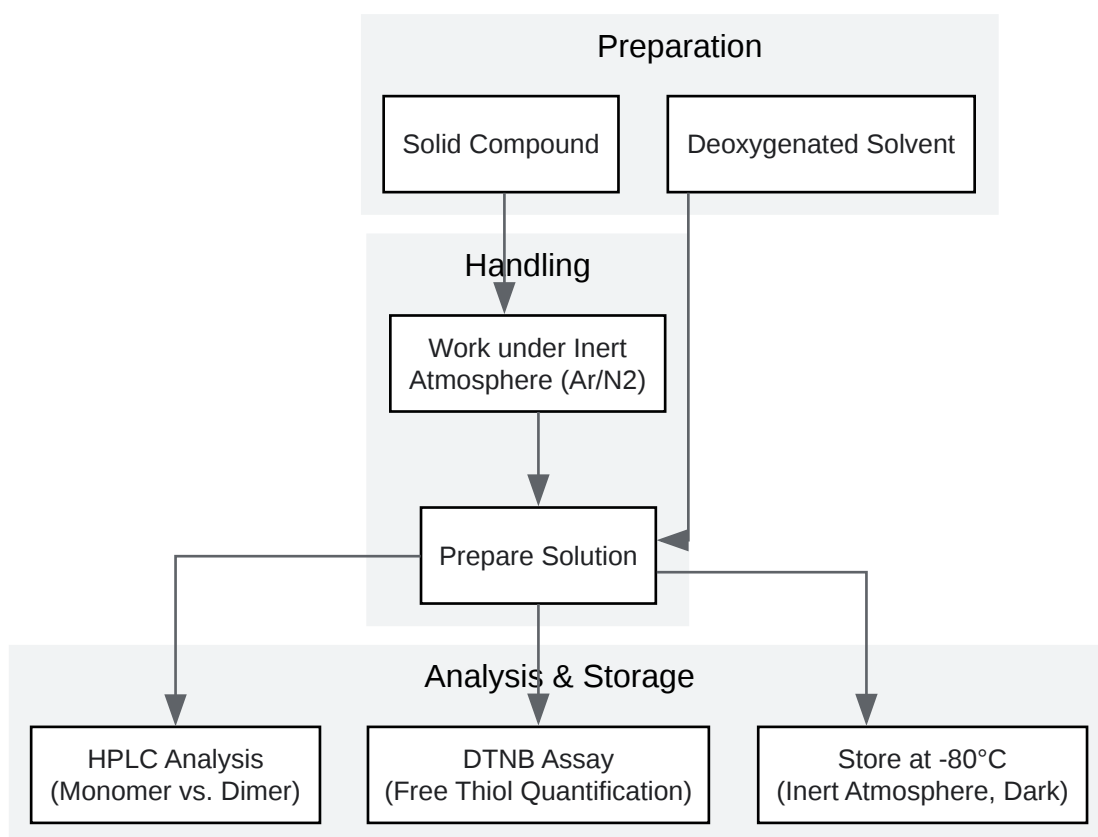 Preparation
Solid Compound
Deoxygenated Solvent
Handling
Work under Inert
Atmosphere (Ar/N2)
Prepare Solution
Analysis & Storage
HPLC Analysis
(Monomer vs. Dimer)
DTNB Assay
(Free Thiol Quantification)
Store at -80°C
(Inert Atmosphere, Dark)